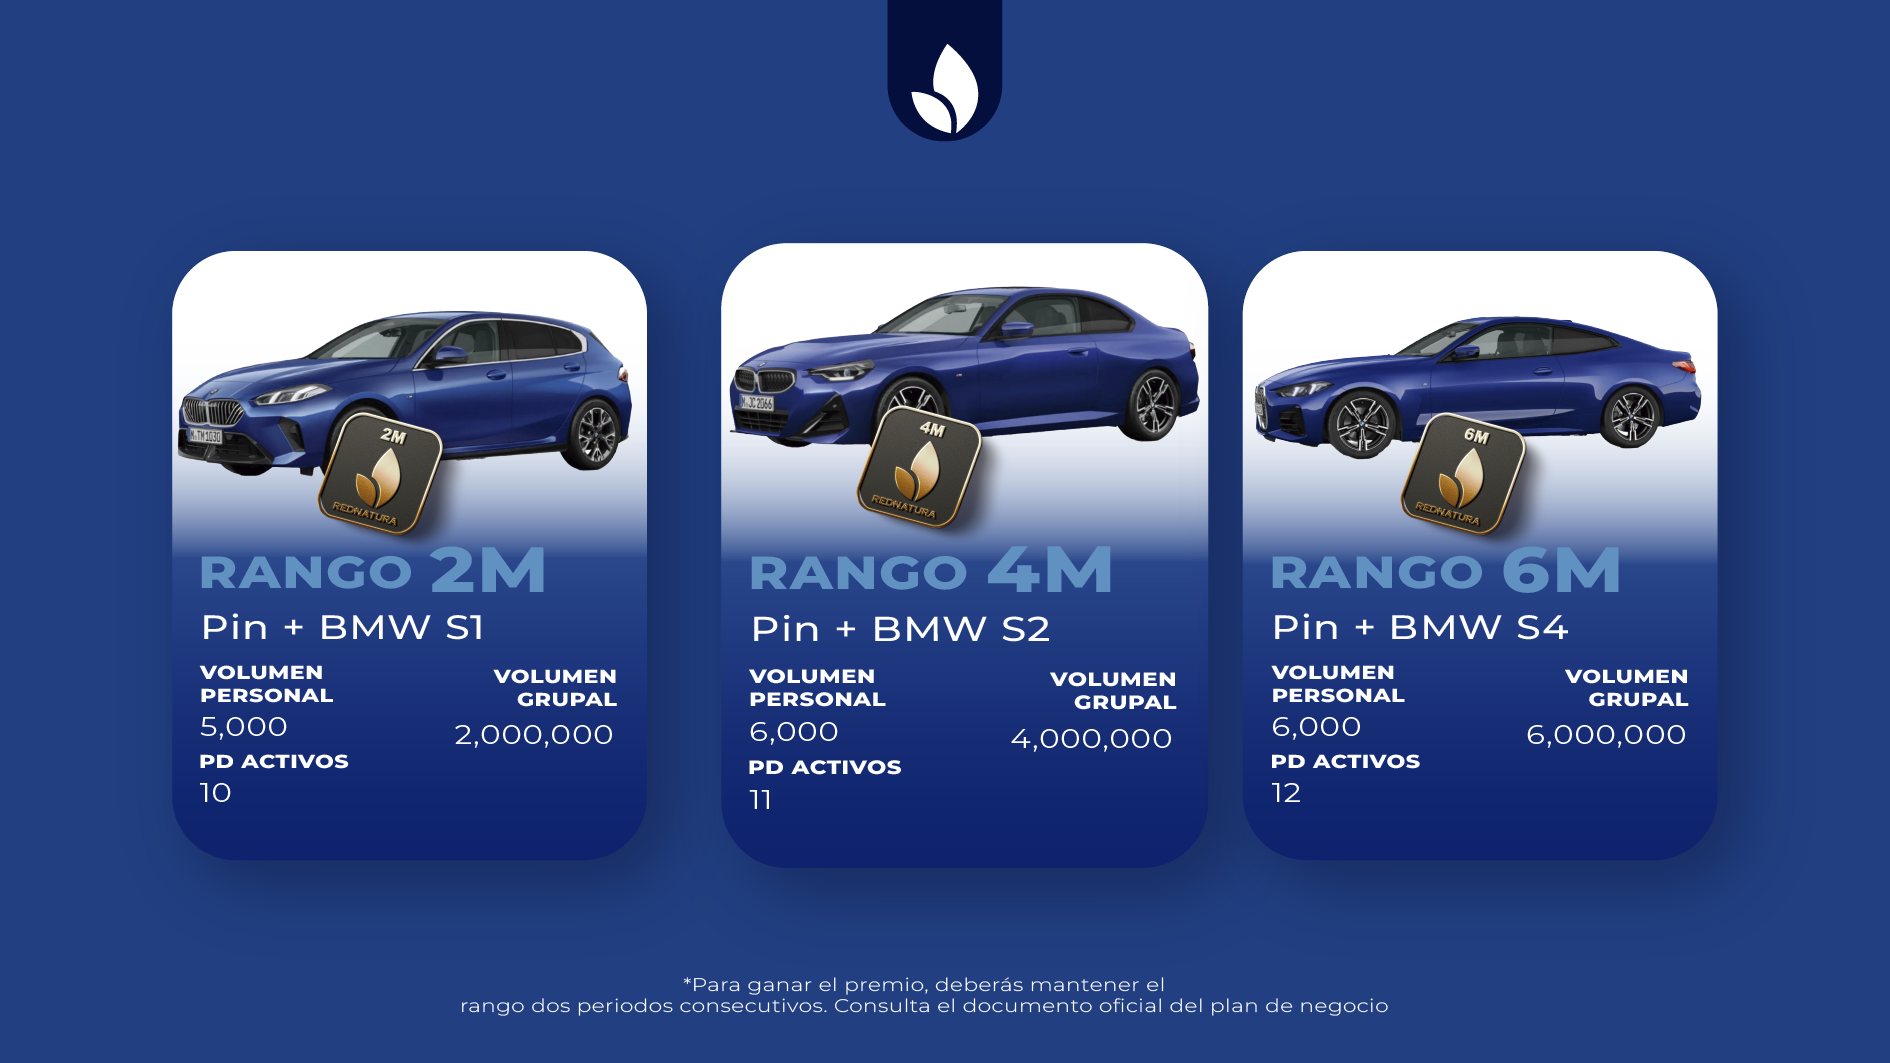 M·TM1030
2M
REDNATURA
RANGO 2M
Pin + BMW S1
VOLUMEN
PERSONAL
5,000
VOLUMEN
GRUPAL
2,000,000
PD ACTIVOS
10
M·JC2066
4M
REDNATURA
RANGO 4M
Pin + BMW S2
VOLUMEN
PERSONAL
6,000
VOLUMEN
GRUPAL
4,000,000
PD ACTIVOS
11
6M
REDNATURA
RANGO 6M
Pin + BMW S4
VOLUMEN
PERSONAL
6,000
VOLUMEN
GRUPAL
6,000,000
PD ACTIVOS
12
*Para ganar el premio, deberás mantener el
rango dos periodos consecutivos. Consulta el documento oficial del plan de negocio